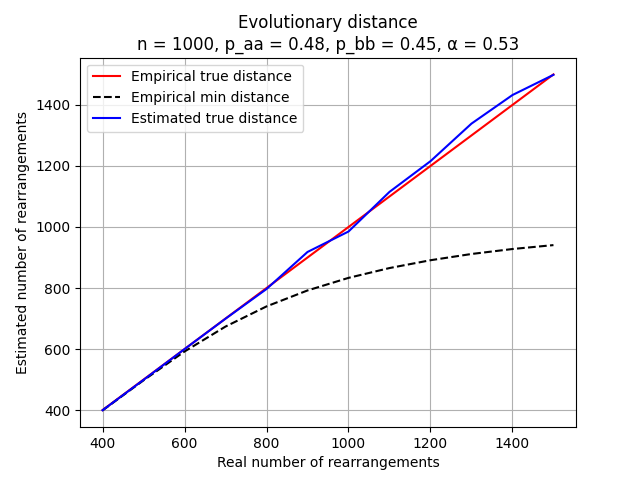 Evolutionary distance
n = 1000, p_aa = 0.48, p_bb = 0.45, α = 0.53
Empirical true distance
Empirical min distance
Estimated true distance
Estimated number of rearrangements
1400
1200
1000
800
600
400
400 600 800 1000 1200 1400
Real number of rearrangements